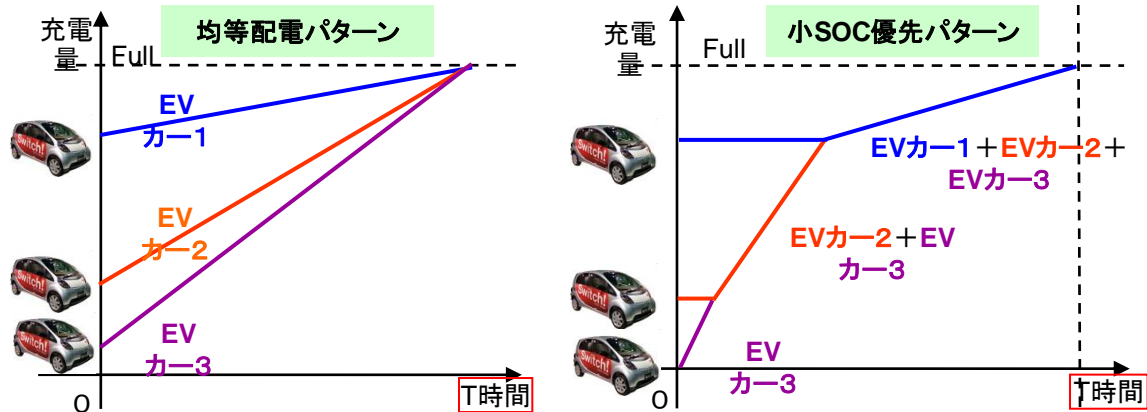 均等配電パターン
充電
量
Full
EV
カー1
EV
カー2
EV
カー3
Switch!
Switch!
Switch!
O
T時間
小SOC優先パターン
充電
量
Full
EVカー1+EVカー2+
EVカー3
EVカー2+EV
カー3
EV
カー3
Switch!
Switch!
Switch!
O
T時間